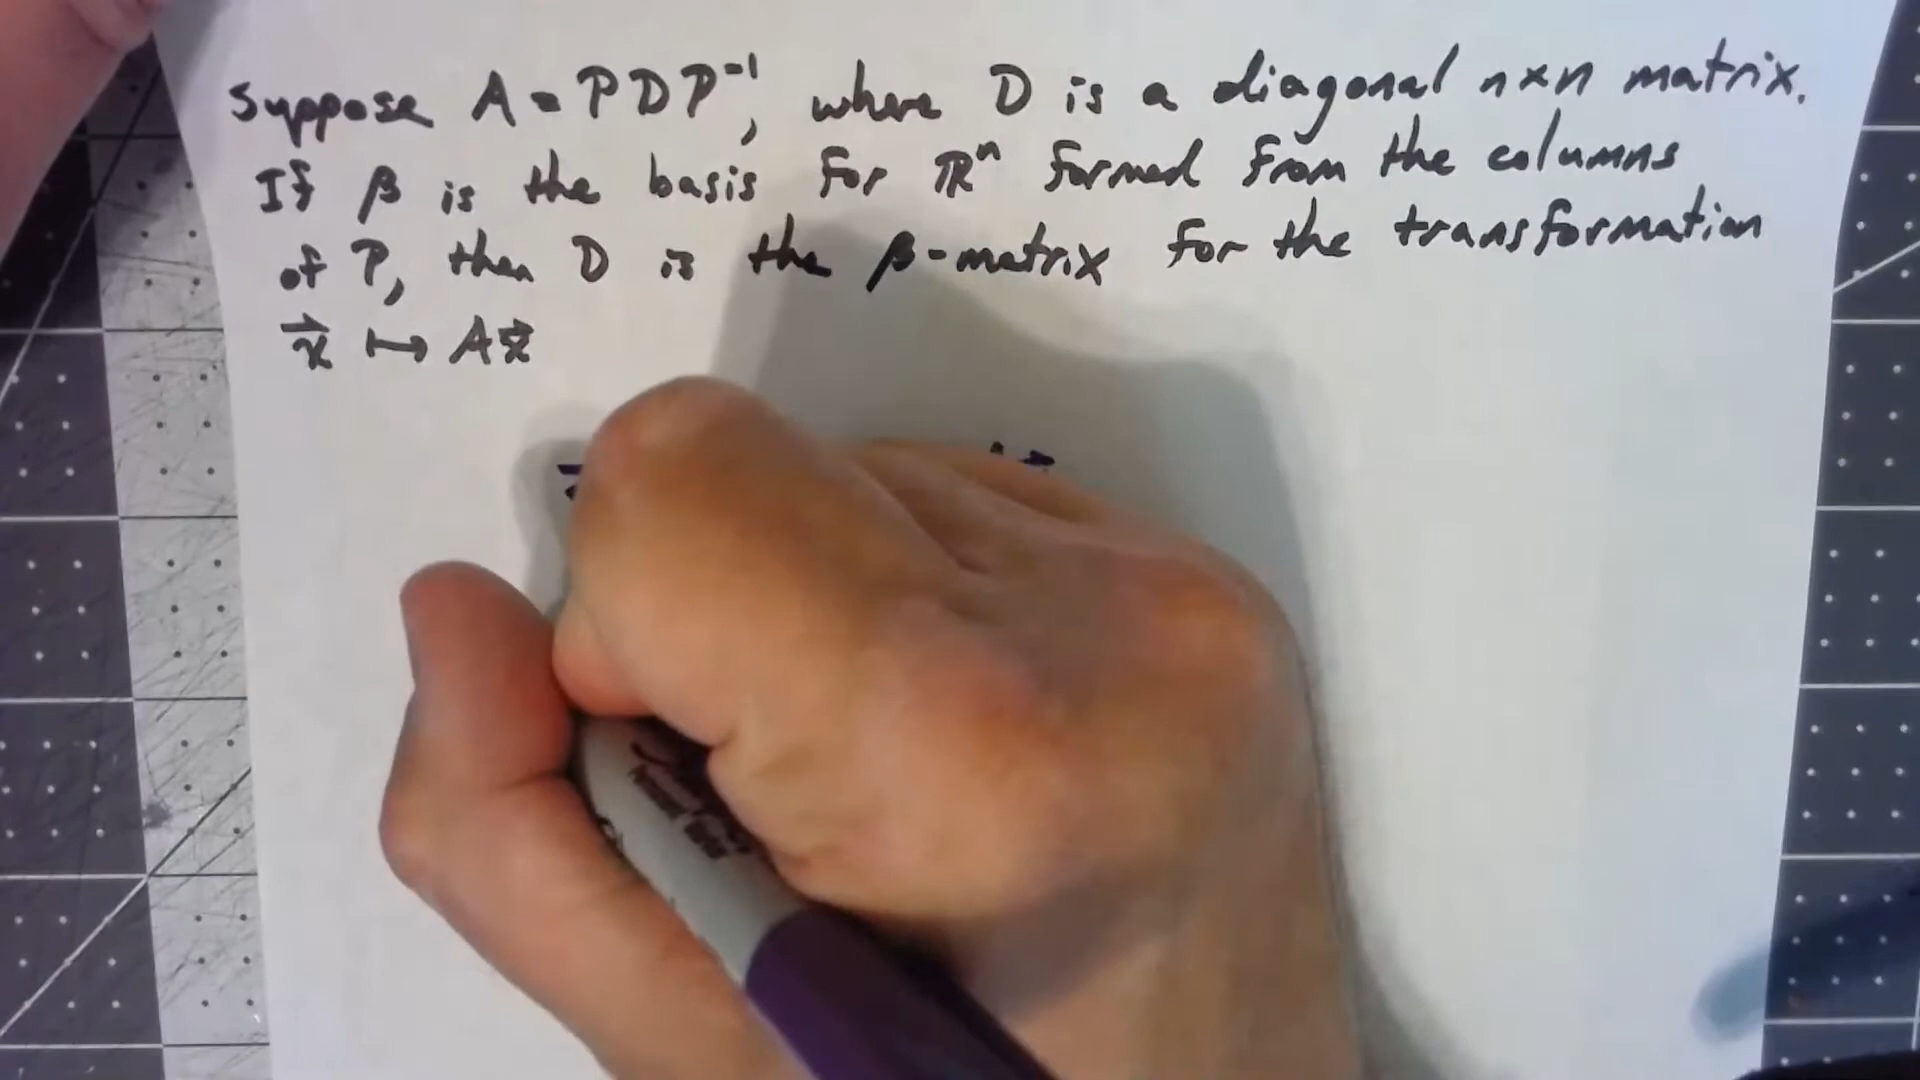 Suppose A = PDP⁻¹, where D is a diagonal n×n matrix.
If β is the basis for ℝⁿ formed from the columns
of P, then D is the β-matrix for the transformation
x⃗ ↦ Ax⃗